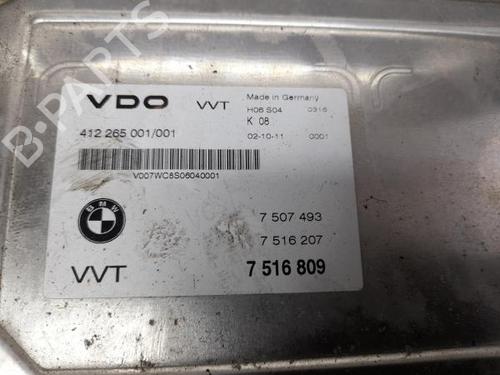 B-PARTS
VDO VVT
Made in Germany
H06 S04 0316
K 08
412 265 001/001
02-10-11 0001
V007WC8S06040001
BMW
7 507 493
7 516 207
VVT 7 516 809